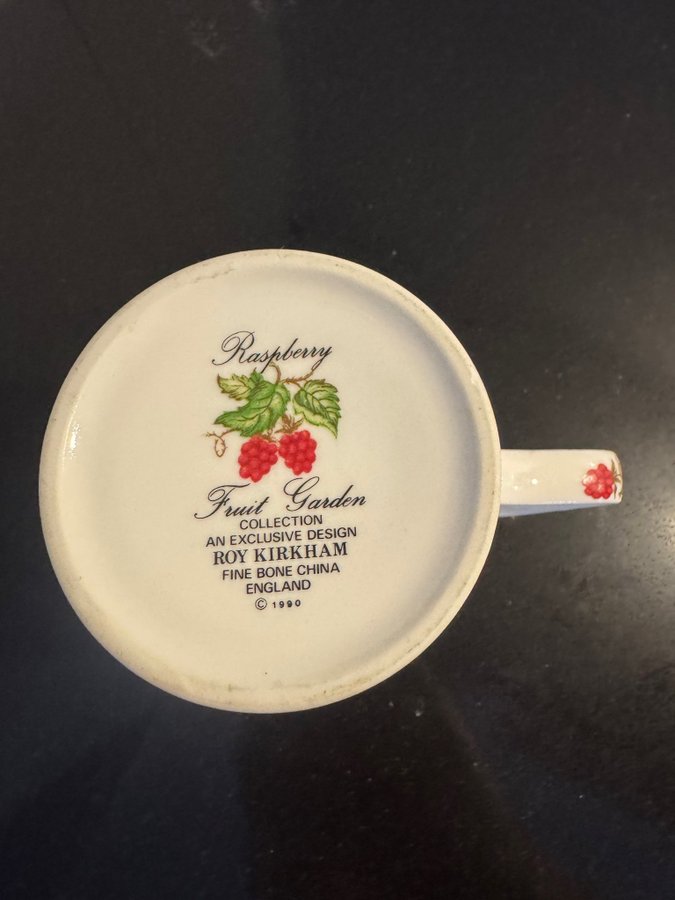 Raspberry
Fruit Garden
COLLECTION
AN EXCLUSIVE DESIGN
ROY KIRKHAM
FINE BONE CHINA
ENGLAND
© 1990